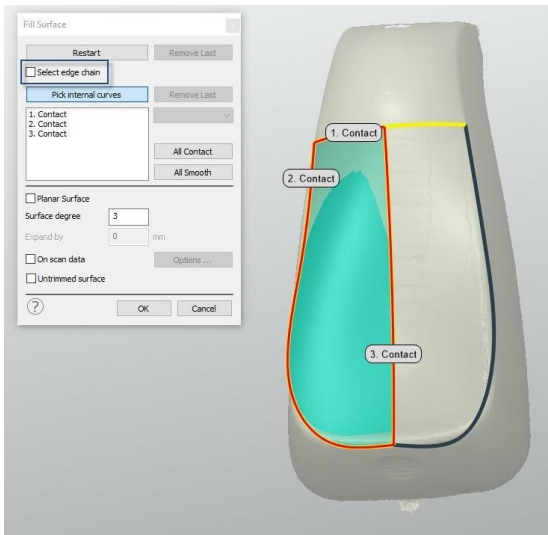 Fill Surface
Restart
Remove Last
Select edge chain
Pick internal curves
Remove Last
1. Contact
2. Contact
3. Contact
All Contact
All Smooth
Planar Surface
Surface degree 3
Expand by 0 mm
On scan data
Options ...
Untrimmed surface
?
OK
Cancel
1. Contact
2. Contact
3. Contact